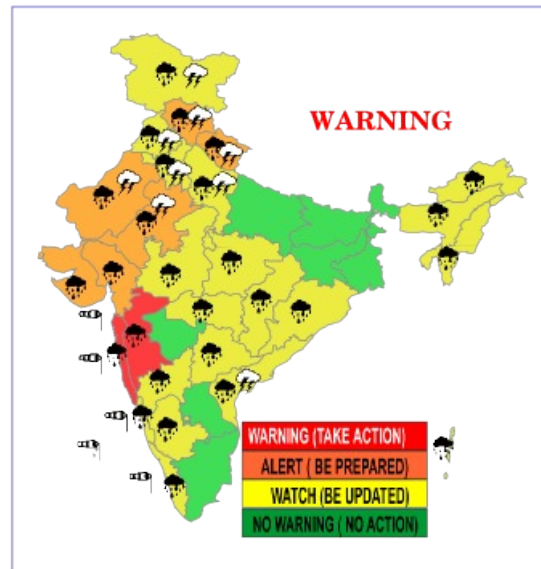 WARNING
WARNING (TAKE ACTION)
ALERT ( BE PREPARED)
WATCH (BE UPDATED)
NO WARNING ( NO ACTION)